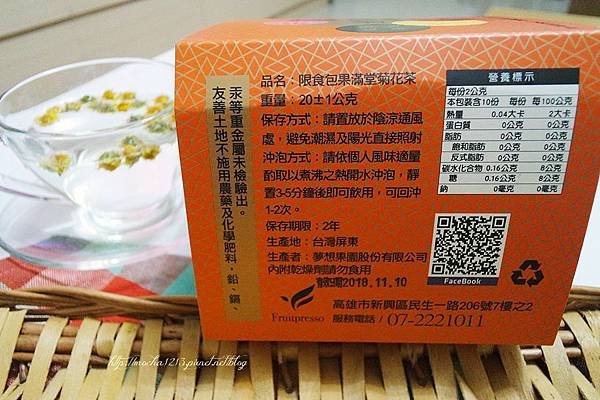 友善土地不施用農藥及化學肥料，鉛、鎘、
汞等重金屬未檢驗出。
品名：限食包果滿堂菊花茶
重量：20±1公克
保存方式：請置放於陰涼通風
處，避免潮濕及陽光直接照射
沖泡方式：請依個人風味適量
酌取以煮沸之熱開水沖泡，靜
置3-5分鐘後即可飲用，可回沖
1-2次。
保存期限：2年
生產地：台灣屏東
生產者：夢想果園股份有限公司
內附乾燥劑請勿食用
2018.11.10
Fruitpresso
高雄市新興區民生一路206號7樓之2
服務電話 / 07-2221011
營養標示
每份2公克
本包裝含10份 每份 每100公克
熱量 0.04大卡 2大卡
蛋白質 0公克 0公克
脂肪 0公克 0公克
飽和脂肪 0公克 0公克
反式脂肪 0公克 0公克
碳水化合物 0.16公克 8公克
糖 0.16公克 8公克
鈉 0毫克 0毫克
FaceBook
http://mocha1213.pixnet.net/blog